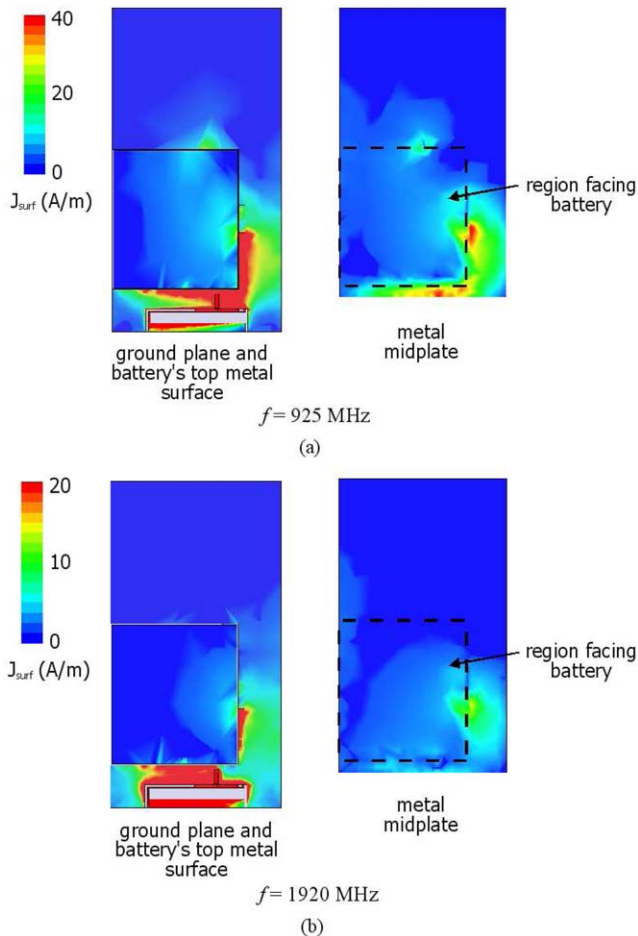 40
20
0
Jsurf (A/m)
region facing
battery
ground plane and
battery's top metal
surface
metal
midplate
f = 925 MHz
(a)
20
10
0
Jsurf (A/m)
region facing
battery
ground plane and
battery's top metal
surface
metal
midplate
f = 1920 MHz
(b)